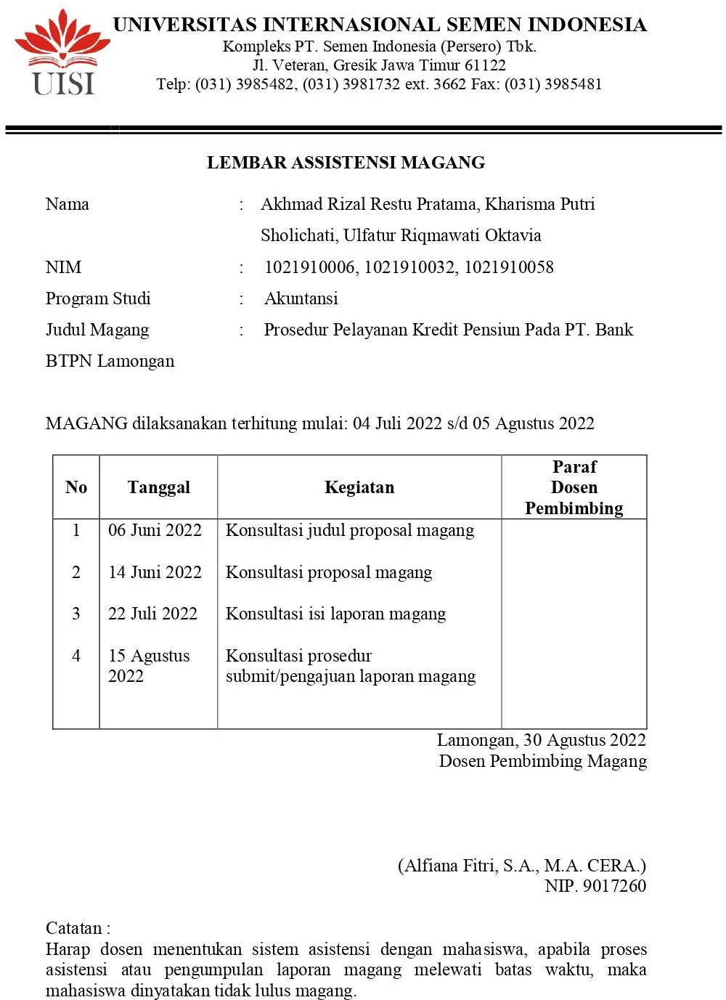 UISI
UNIVERSITAS INTERNASIONAL SEMEN INDONESIA
Kompleks PT. Semen Indonesia (Persero) Tbk.
Jl. Veteran, Gresik Jawa Timur 61122
Telp: (031) 3985482, (031) 3981732 ext. 3662 Fax: (031) 3985481
LEMBAR ASSISTENSI MAGANG
Nama : Akhmad Rizal Restu Pratama, Kharisma Putri
Sholichati, Ulfatur Riqmawati Oktavia
NIM : 1021910006, 1021910032, 1021910058
Program Studi : Akuntansi
Judul Magang : Prosedur Pelayanan Kredit Pensiun Pada PT. Bank
BTPN Lamongan
MAGANG dilaksanakan terhitung mulai: 04 Juli 2022 s/d 05 Agustus 2022
No Tanggal Kegiatan Paraf
Dosen
Pembimbing
1 06 Juni 2022 Konsultasi judul proposal magang
2 14 Juni 2022 Konsultasi proposal magang
3 22 Juli 2022 Konsultasi isi laporan magang
4 15 Agustus Konsultasi prosedur
2022 submit/pengajuan laporan magang
Lamongan, 30 Agustus 2022
Dosen Pembimbing Magang
(Alfiana Fitri, S.A., M.A. CERA.)
NIP. 9017260
Catatan :
Harap dosen menentukan sistem asistensi dengan mahasiswa, apabila proses
asistensi atau pengumpulan laporan magang melewati batas waktu, maka
mahasiswa dinyatakan tidak lulus magang.